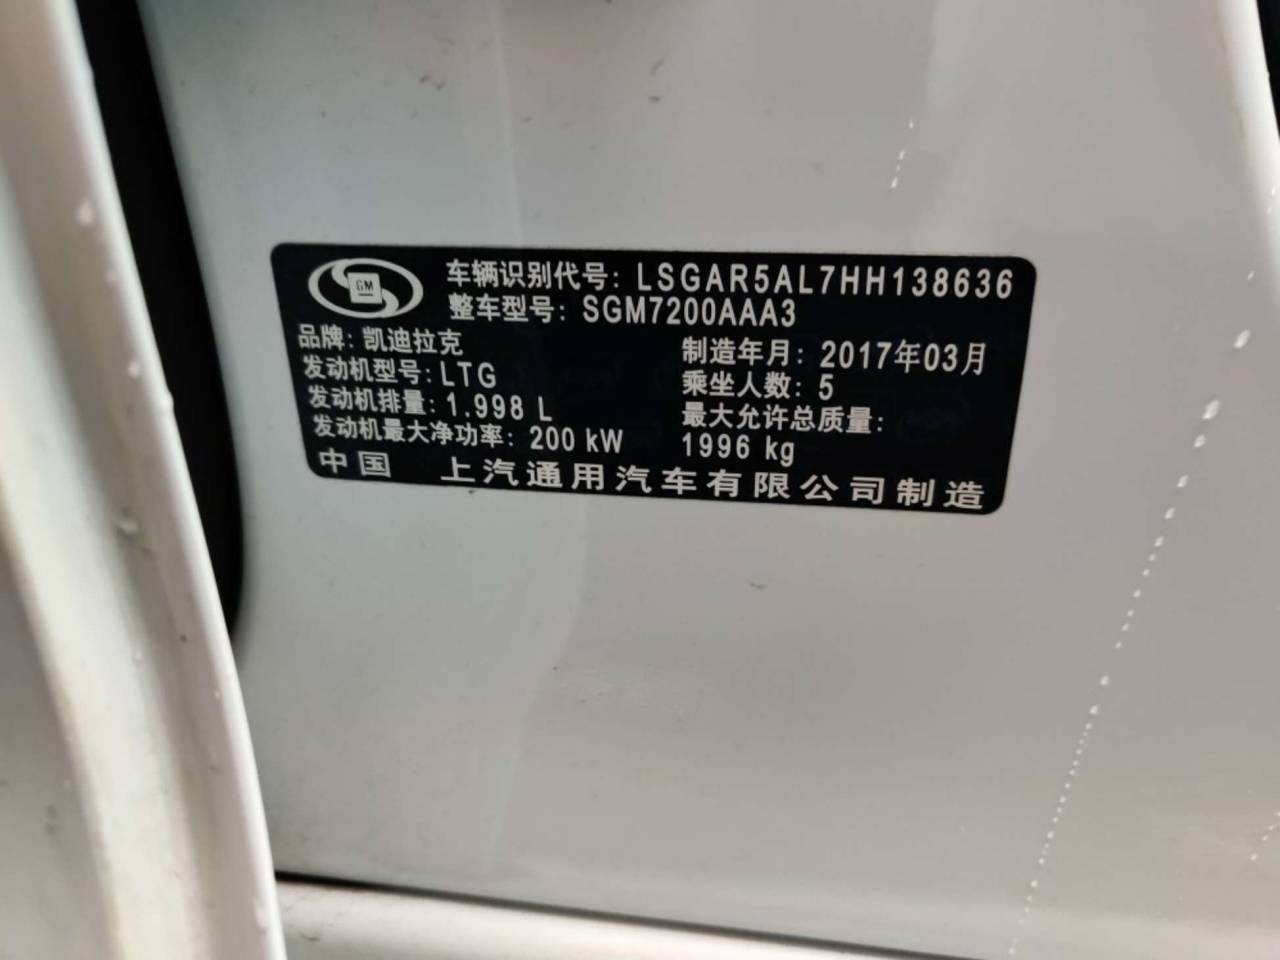 GM
车辆识别代号: LSGAR5AL7HH138636
整车型号: SGM7200AAA3
品牌: 凯迪拉克
制造年月: 2017年03月
发动机型号: LTG
乘坐人数: 5
发动机排量: 1.998 L
最大允许总质量:
发动机最大净功率: 200 kW
1996 kg
中国 上汽通用汽车有限公司制造